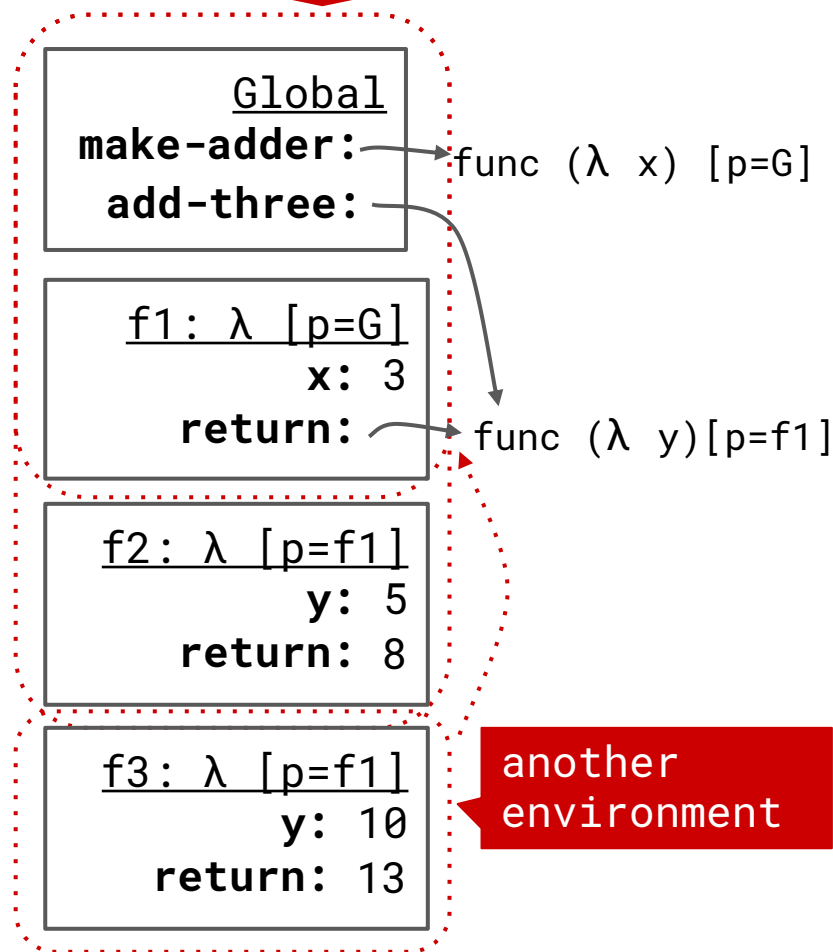 Global
make-adder:
func (λ x) [p=G]
add-three:
f1: λ [p=G]
x: 3
return:
func (λ y)[p=f1]
f2: λ [p=f1]
y: 5
return: 8
f3: λ [p=f1]
y: 10
return: 13
another
environment